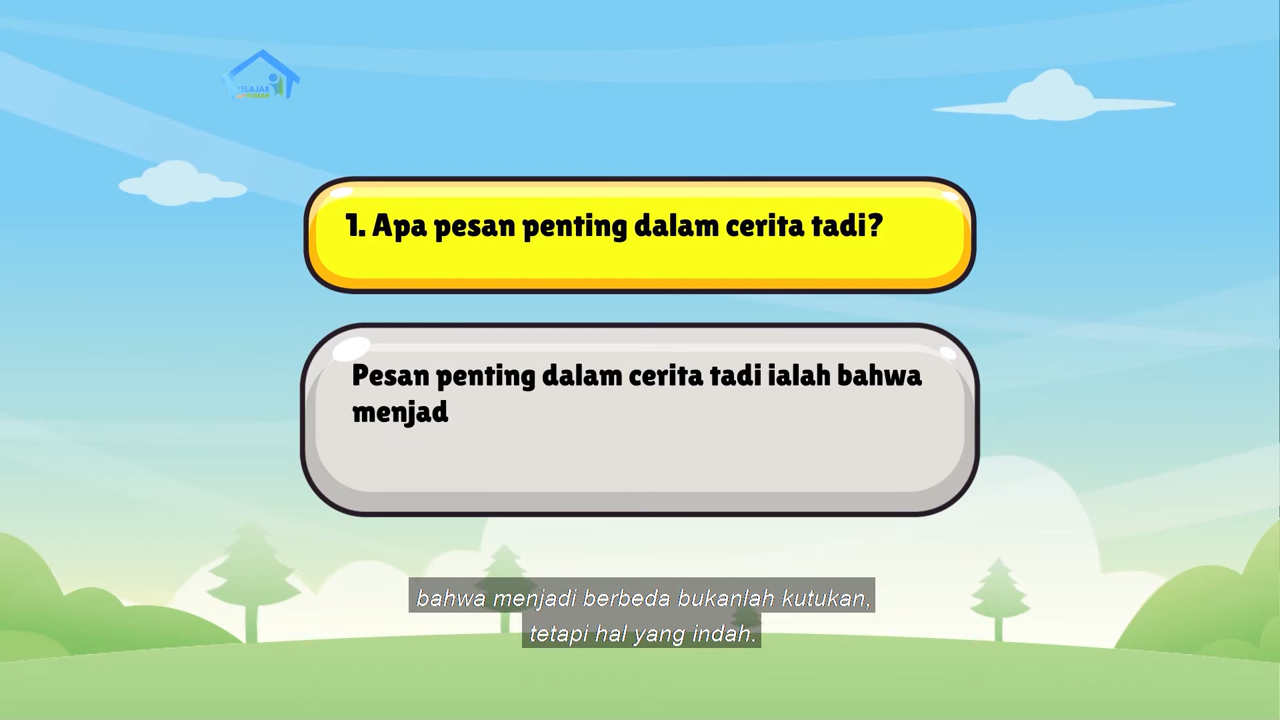 ELAJAR
1. Apa pesan penting dalam cerita tadi?
Pesan penting dalam cerita tadi ialah bahwa
menjad
bahwa menjadi berbeda bukanlah kutukan,
tetapi hal yang indah.